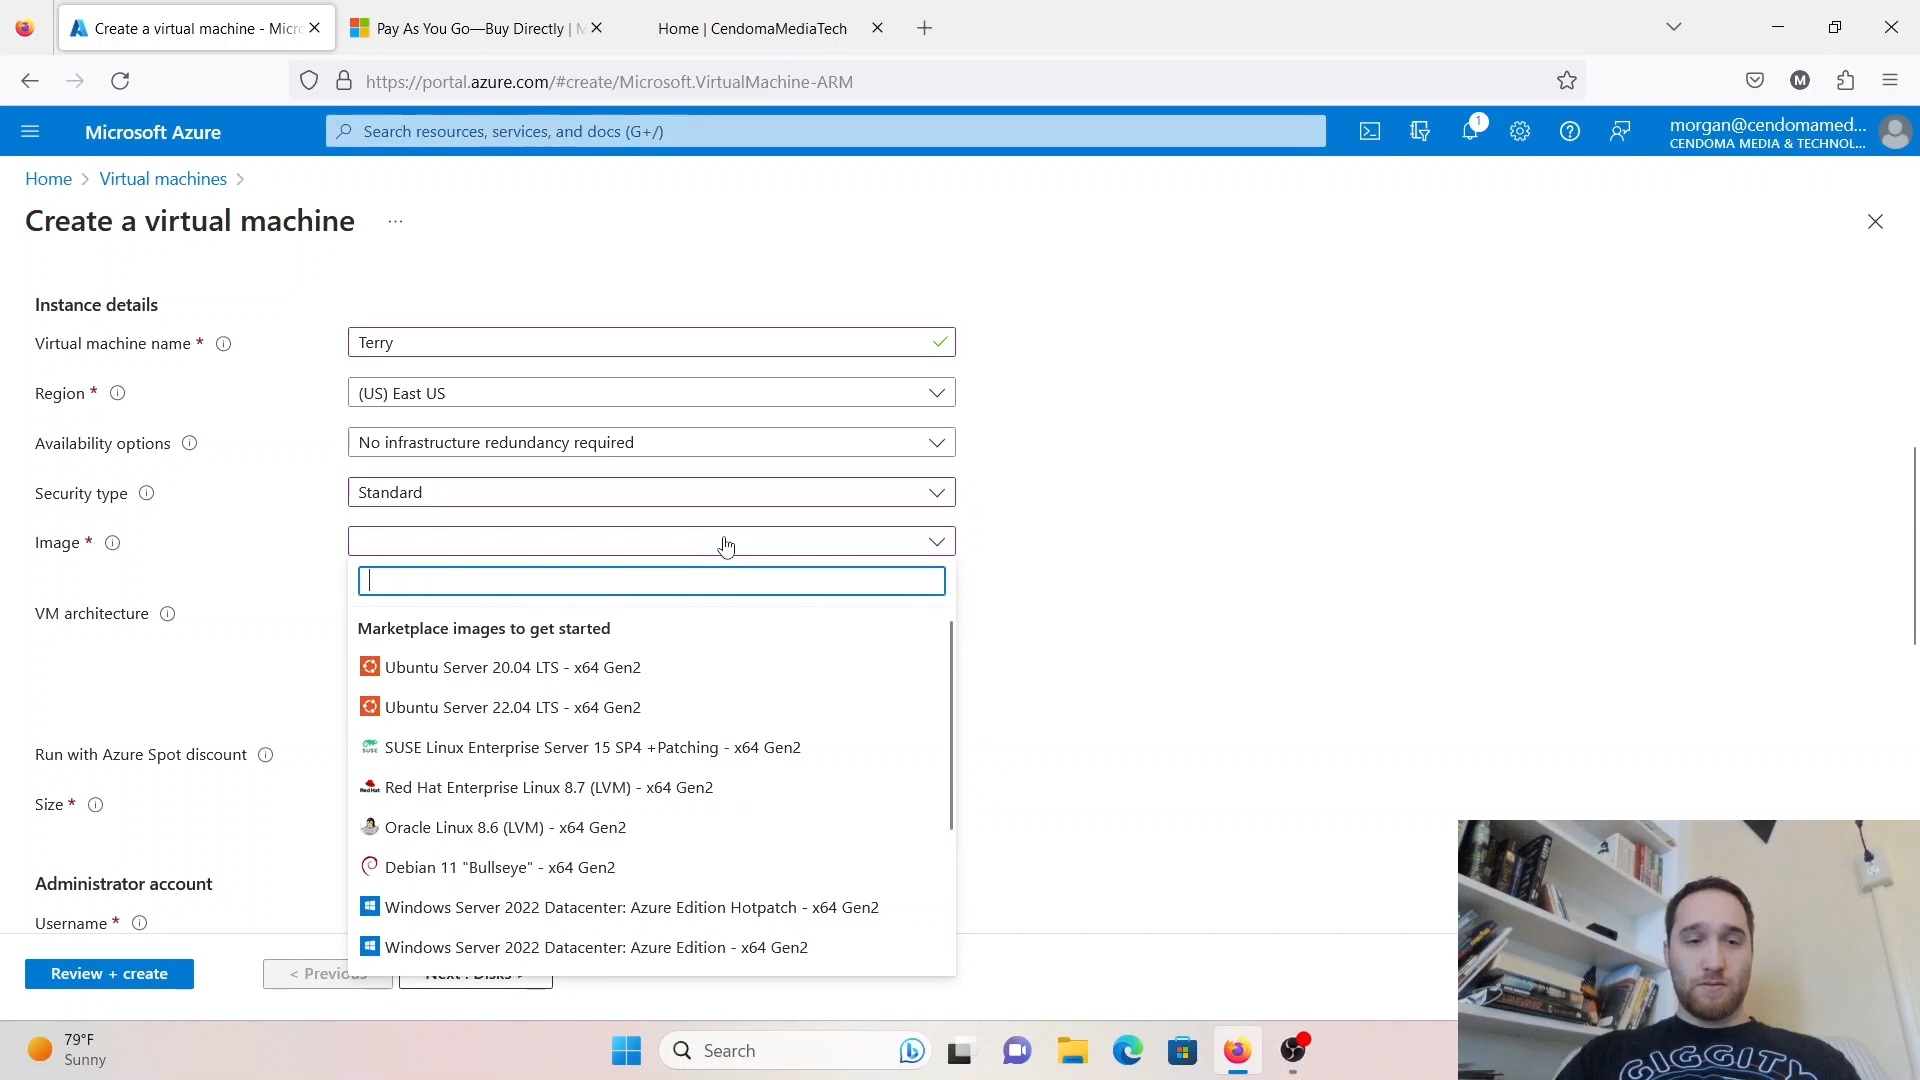 Create a virtual machine - Micro
Pay As You Go—Buy Directly | M
Home | CendomaMediaTech
https://portal.azure.com/#create/Microsoft.VirtualMachine-ARM
M
Microsoft Azure
Search resources, services, and docs (G+/)
1
morgan@cendomamed...
CENDOMA MEDIA & TECHNOL...
Home > Virtual machines >
Create a virtual machine ...
Instance details
Virtual machine name *
Terry
Region *
(US) East US
Availability options
No infrastructure redundancy required
Security type
Standard
Image *
Marketplace images to get started
VM architecture
Ubuntu Server 20.04 LTS - x64 Gen2
Ubuntu Server 22.04 LTS - x64 Gen2
SUSE Linux Enterprise Server 15 SP4 +Patching - x64 Gen2
Run with Azure Spot discount
Red Hat Enterprise Linux 8.7 (LVM) - x64 Gen2
Size *
Oracle Linux 8.6 (LVM) - x64 Gen2
Debian 11 "Bullseye" - x64 Gen2
Administrator account
Windows Server 2022 Datacenter: Azure Edition Hotpatch - x64 Gen2
Username *
Windows Server 2022 Datacenter: Azure Edition - x64 Gen2
Review + create
< Previous
Next : Disks >
79°F
Sunny
Search
GIGGITY